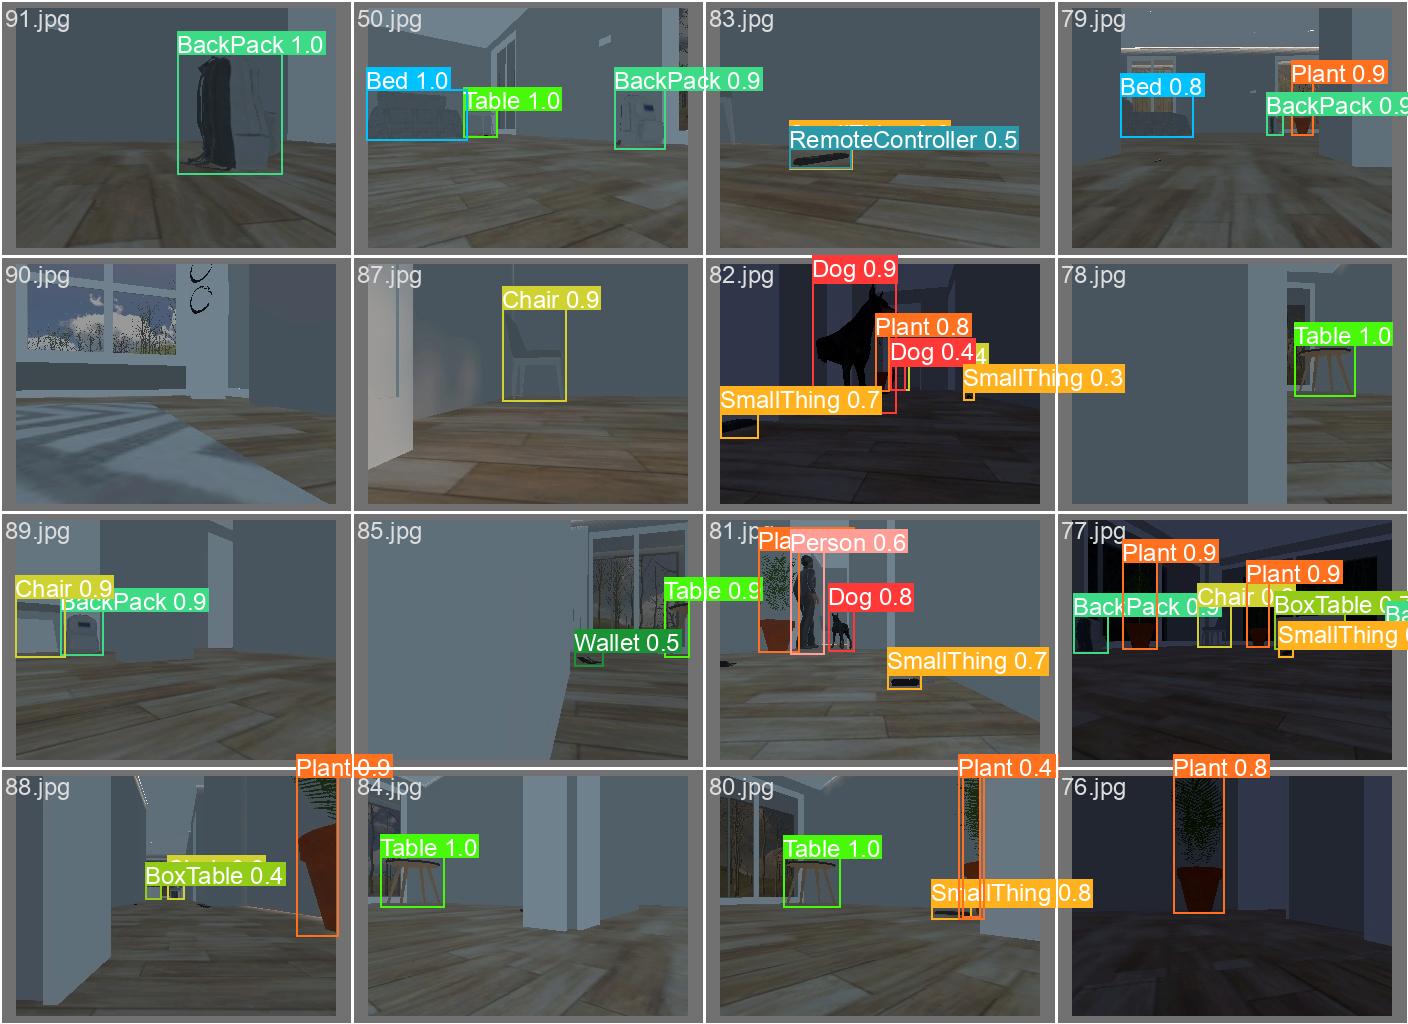 91.jpg
BackPack 1.0
50.jpg
Bed 1.0
Table 1.0
BackPack 0.9
83.jpg
RemoteController 0.5
79.jpg
Bed 0.8
Plant 0.9
BackPack 0.9
90.jpg
87.jpg
Chair 0.9
82.jpg
Dog 0.9
Plant 0.8
Dog 0.4
4
SmallThing 0.3
SmallThing 0.7
78.jpg
Table 1.0
89.jpg
Chair 0.9
BackPack 0.9
85.jpg
Table 0.9
Wallet 0.5
81.jpg
Pla
Person 0.6
Dog 0.8
SmallThing 0.7
77.jpg
Plant 0.9
Plant 0.9
BackPack 0.9
Chair
BoxTable 0.7
Ba
SmallThing
88.jpg
Plant 0.9
BoxTable 0.4
84.jpg
Table 1.0
80.jpg
Plant 0.4
Table 1.0
SmallThing 0.8
76.jpg
Plant 0.8